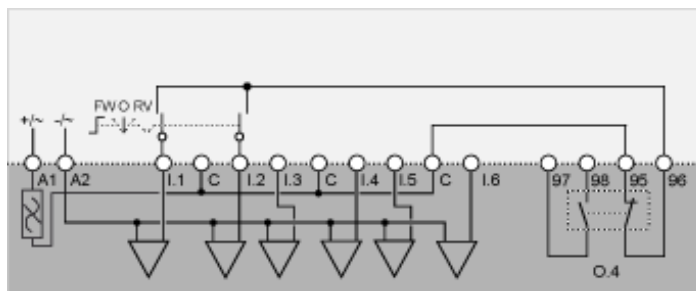 FW O RV
+/~ -/~
A1 A2 I.1 C I.2 I.3 C I.4 I.5 C I.6 97 98 95 96
O.4